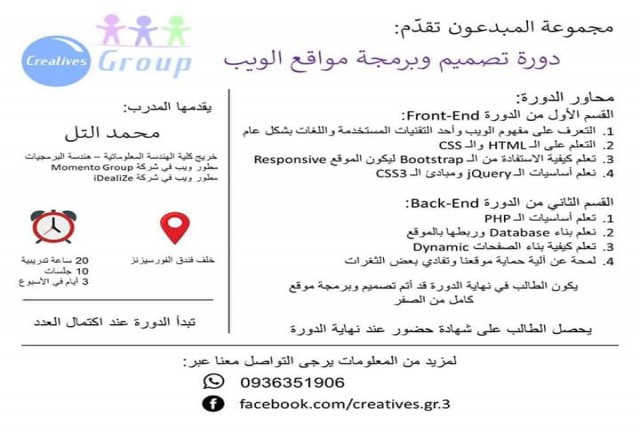 Creatives
Group
مجموعة المبدعون تقدّم:
دورة تصميم وبرمجة مواقع الويب
محاور الدورة:
القسم الأول من الدورة Front-End:
1. التعرف على مفهوم الويب وأحد التقنيات المستخدمة واللغات بشكل عام
2. التعلم على الـ HTML والـ CSS
3. تعلم كيفية الاستفادة من الـ Bootstrap ليكون الموقع Responsive
4. نعلم أساسيات الـ jQuery ومبادئ الـ CSS3
القسم الثاني من الدورة Back-End:
1. تعلم أساسيات الـ PHP
2. نعلم بناء Database وربطها بالموقع
3. تعلم كيفية بناء الصفحات Dynamic
4. لمحة عن آلية حماية موقعنا وتفادي بعض الثغرات
يكون الطالب في نهاية الدورة قد أتم تصميم وبرمجة موقع
كامل من الصفر
يحصل الطالب على شهادة حضور عند نهاية الدورة
يقدمها المدرب:
محمد التل
خريج كلية الهندسة المعلوماتية – هندسة البرمجيات
مطور ويب في شركة Momento Group
مطور ويب في شركة iDealiZe
خلف فندق الفورسيزنز
20 ساعة تدريبية
10 جلسات
3 أيام في الأسبوع
تبدأ الدورة عند اكتمال العدد
لمزيد من المعلومات يرجى التواصل معنا عبر:
0936351906
facebook.com/creatives.gr.3